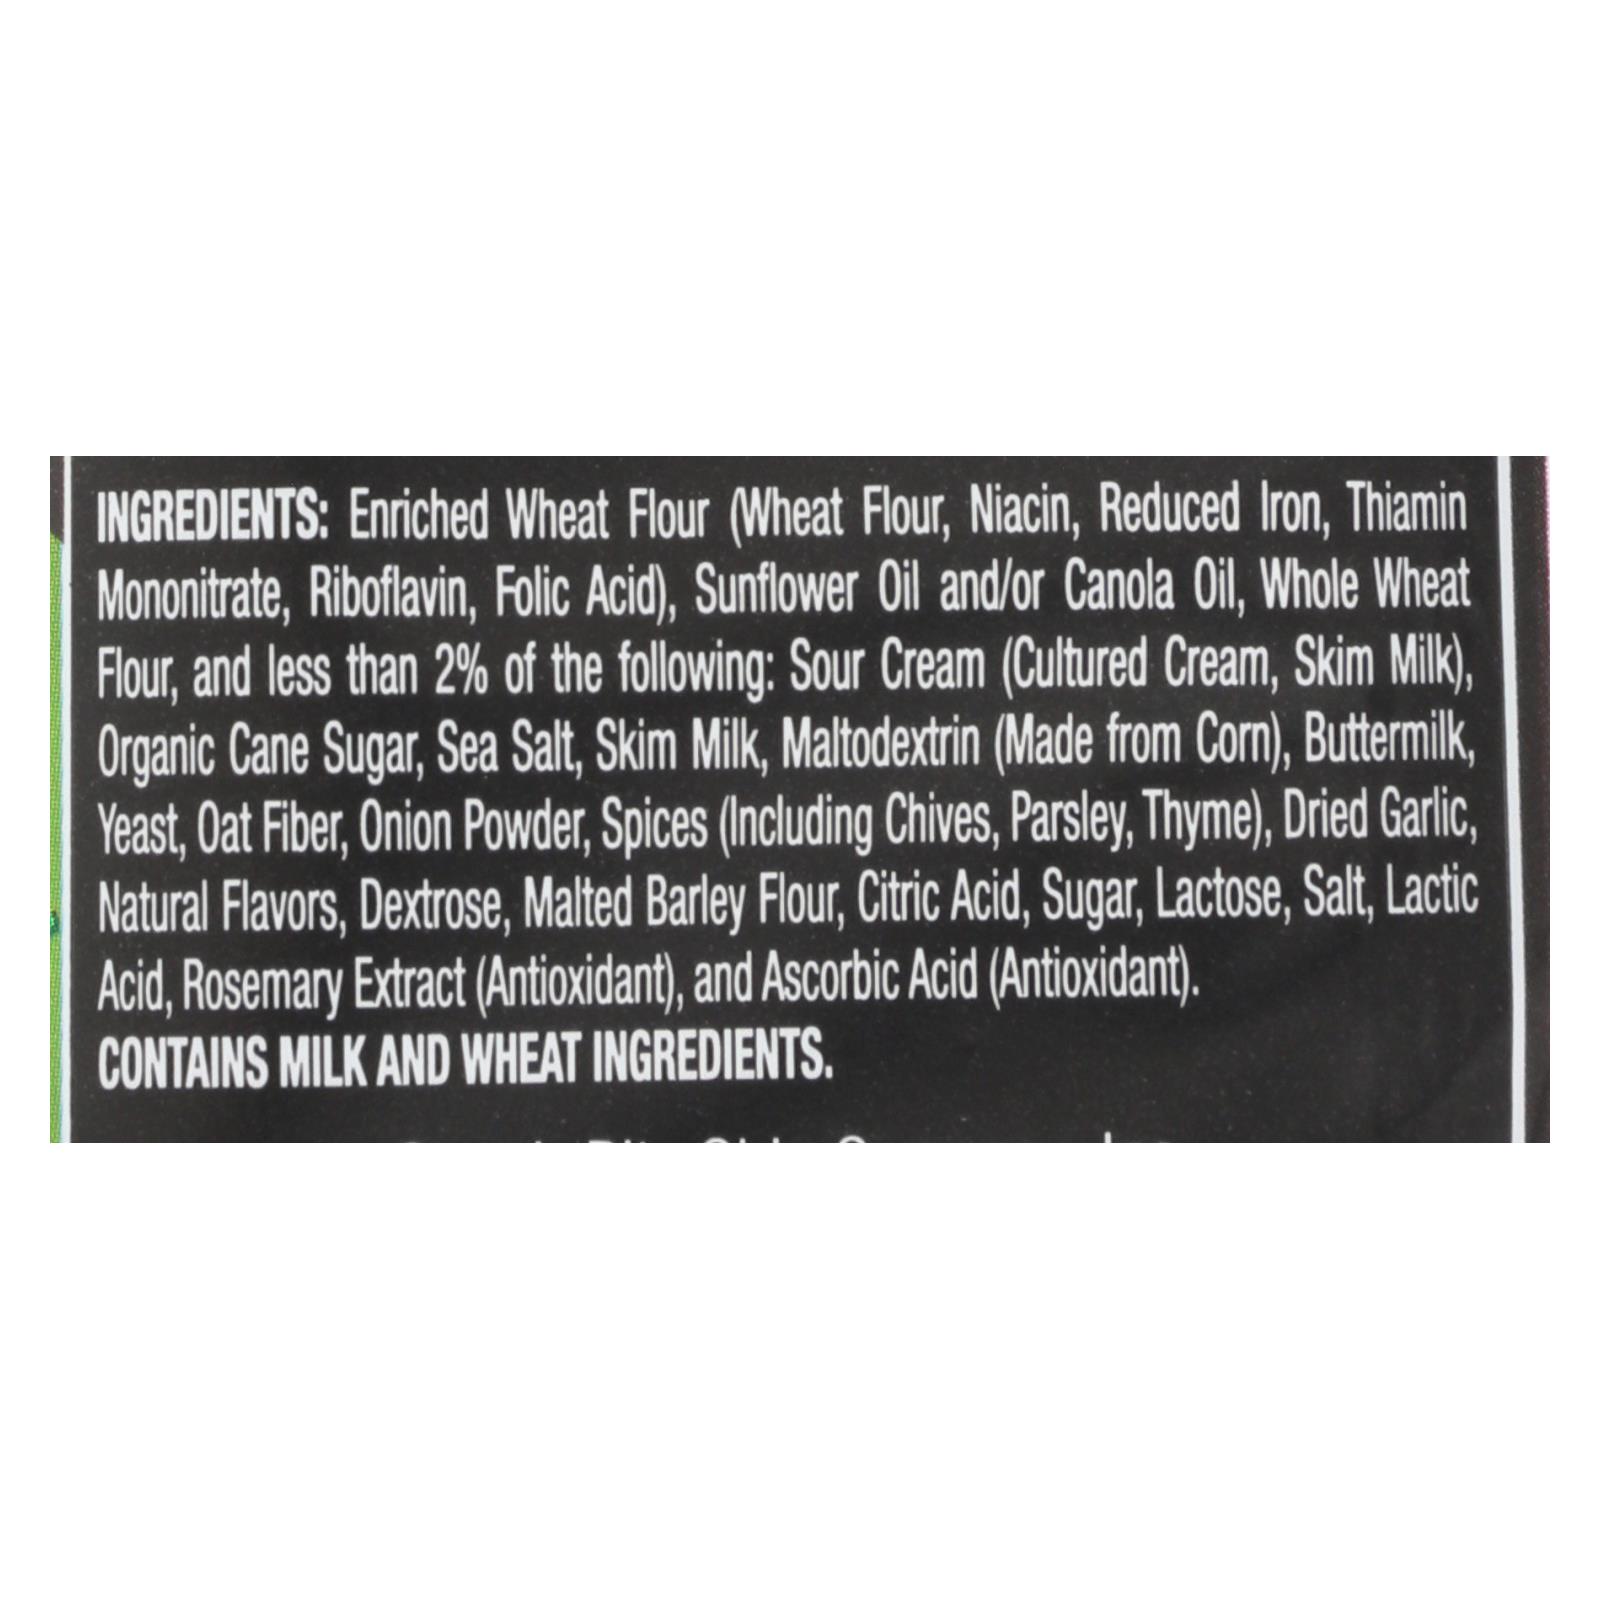 INGREDIENTS: Enriched Wheat Flour (Wheat Flour, Niacin, Reduced Iron, Thiamin
Mononitrate, Riboflavin, Folic Acid), Sunflower Oil and/or Canola Oil, Whole Wheat
Flour, and less than 2% of the following: Sour Cream (Cultured Cream, Skim Milk),
Organic Cane Sugar, Sea Salt, Skim Milk, Maltodextrin (Made from Corn), Buttermilk,
Yeast, Oat Fiber, Onion Powder, Spices (Including Chives, Parsley, Thyme), Dried Garlic,
Natural Flavors, Dextrose, Malted Barley Flour, Citric Acid, Sugar, Lactose, Salt, Lactic
Acid, Rosemary Extract (Antioxidant), and Ascorbic Acid (Antioxidant).
CONTAINS MILK AND WHEAT INGREDIENTS.